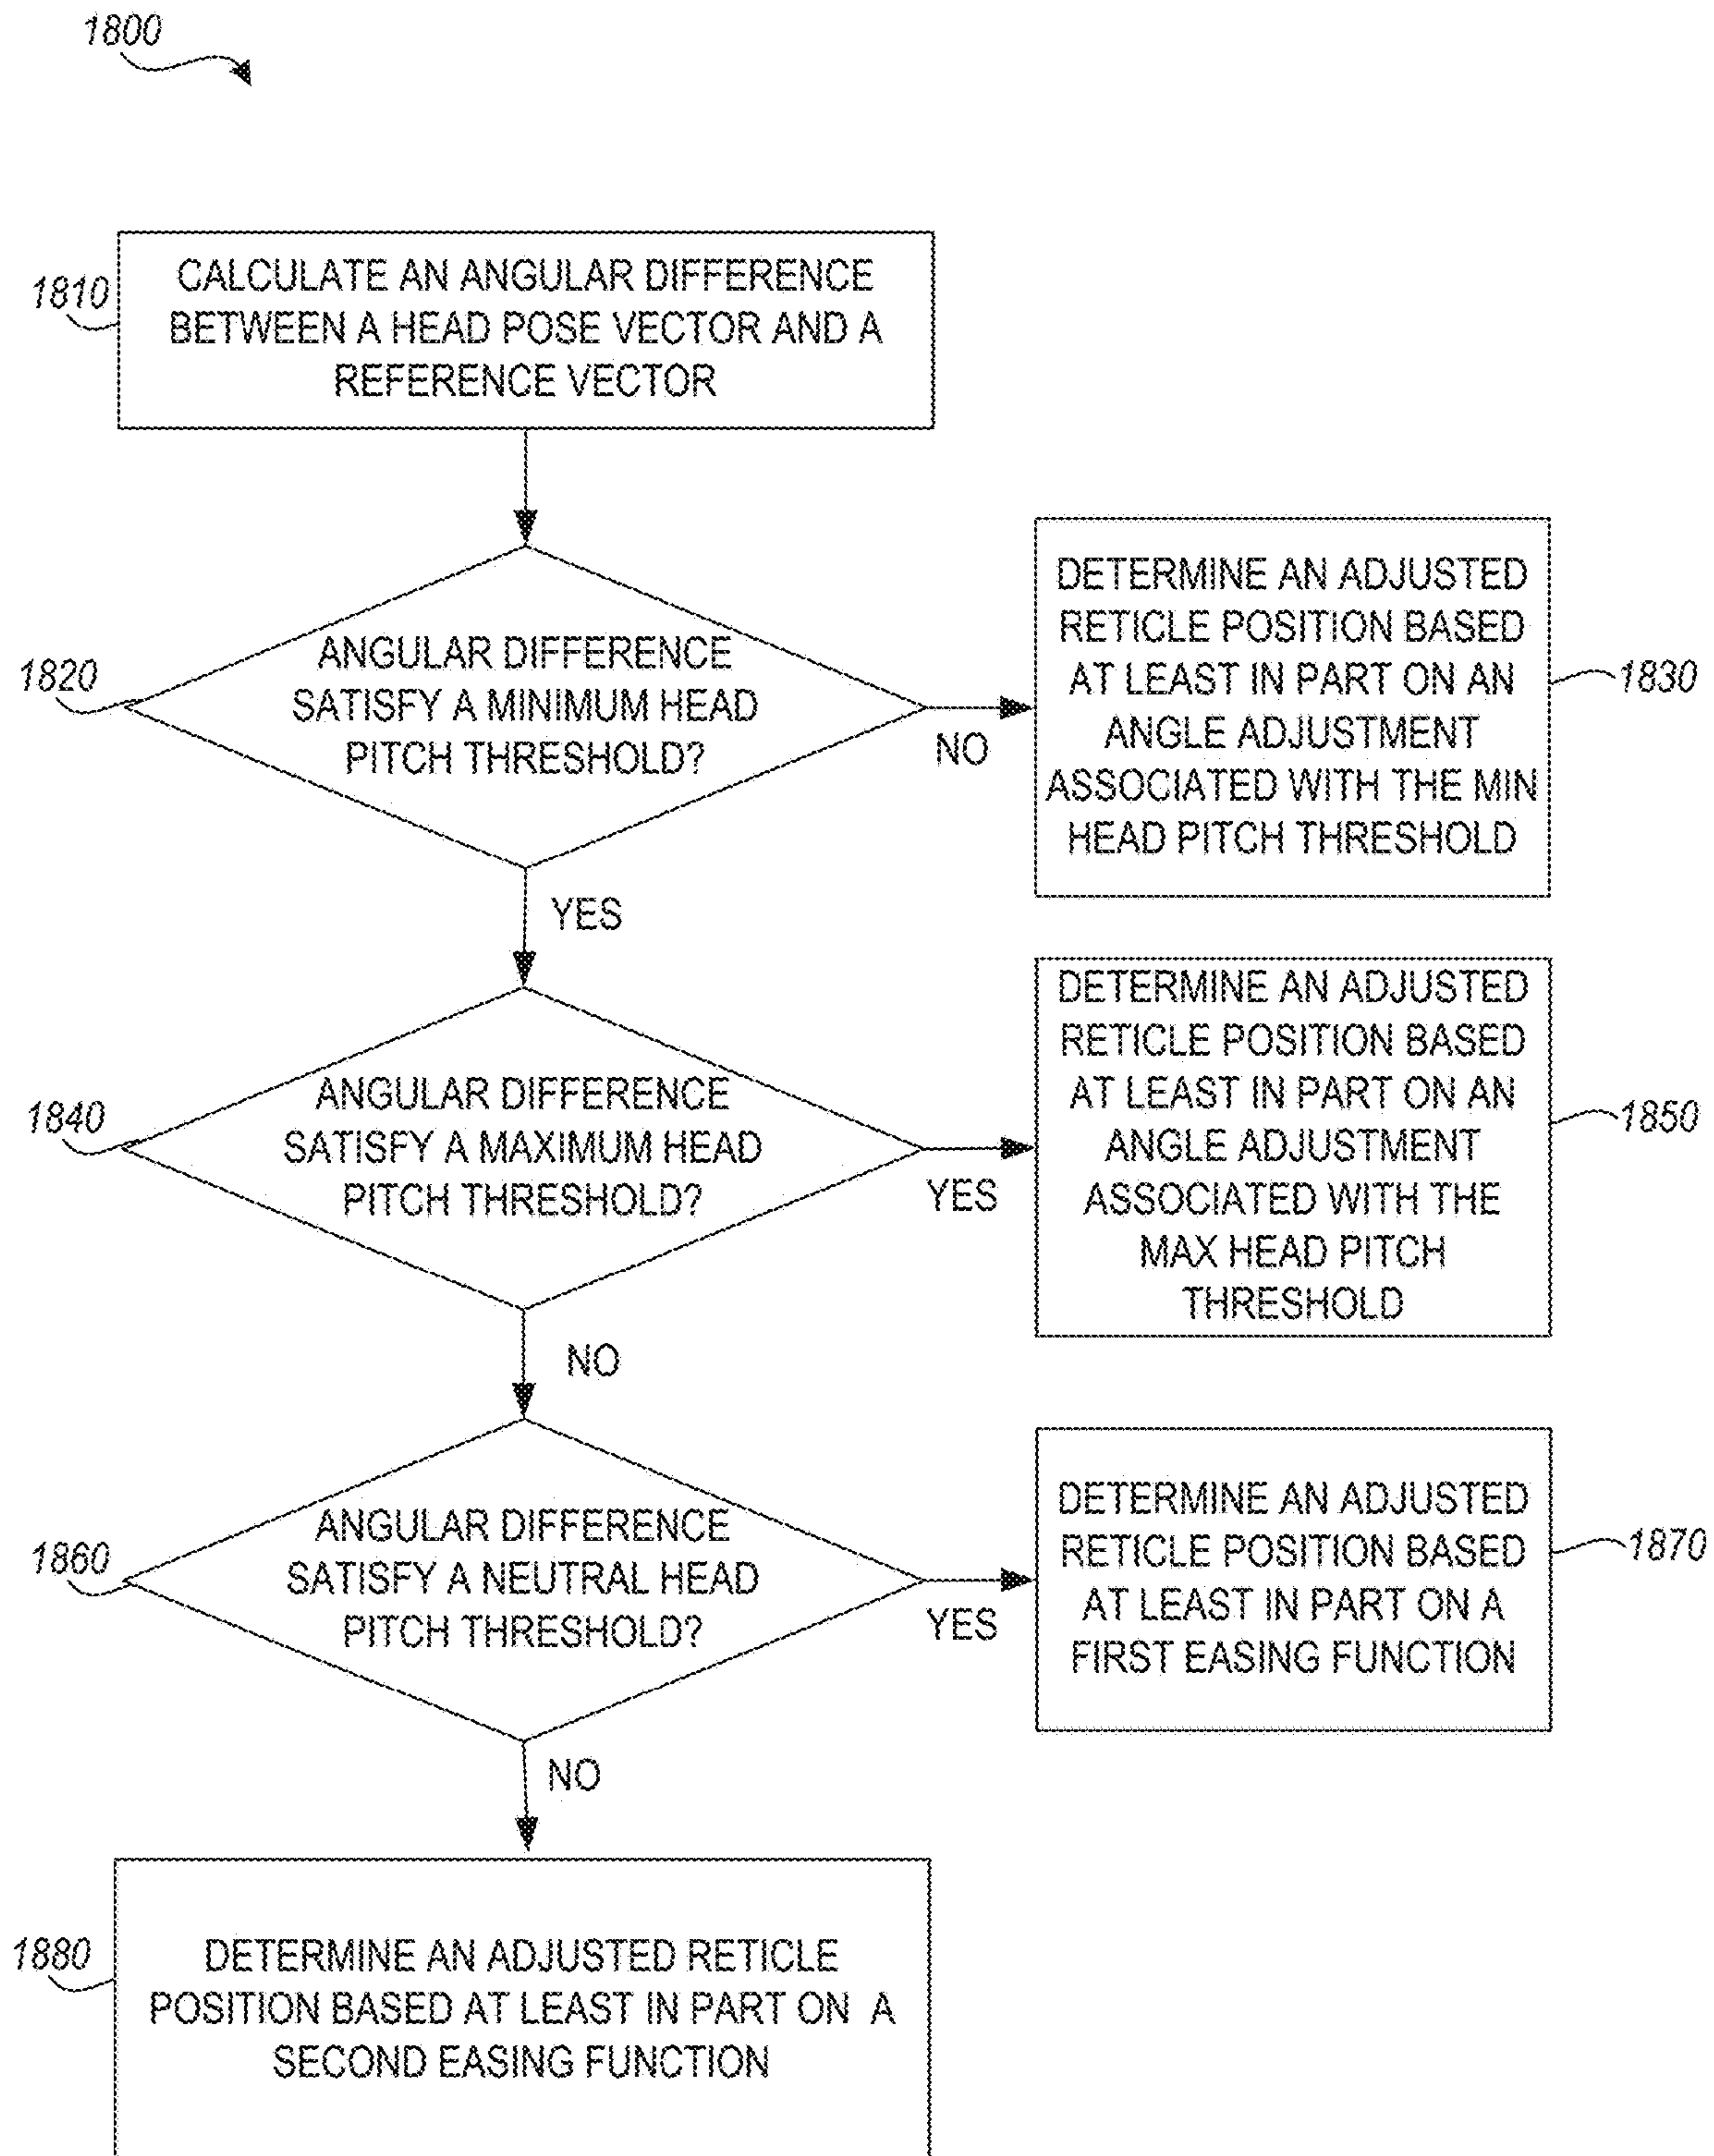 1800
1810
CALCULATE AN ANGULAR DIFFERENCE
BETWEEN A HEAD POSE VECTOR AND A
REFERENCE VECTOR
1820
ANGULAR DIFFERENCE
SATISFY A MINIMUM HEAD
PITCH THRESHOLD?
NO
DETERMINE AN ADJUSTED
RETICLE POSITION BASED
AT LEAST IN PART ON AN
ANGLE ADJUSTMENT
ASSOCIATED WITH THE MIN
HEAD PITCH THRESHOLD
1830
YES
1840
ANGULAR DIFFERENCE
SATISFY A MAXIMUM HEAD
PITCH THRESHOLD?
YES
DETERMINE AN ADJUSTED
RETICLE POSITION BASED
AT LEAST IN PART ON AN
ANGLE ADJUSTMENT
ASSOCIATED WITH THE
MAX HEAD PITCH
THRESHOLD
1850
NO
1860
ANGULAR DIFFERENCE
SATISFY A NEUTRAL HEAD
PITCH THRESHOLD?
YES
DETERMINE AN ADJUSTED
RETICLE POSITION BASED
AT LEAST IN PART ON A
FIRST EASING FUNCTION
1870
NO
1880
DETERMINE AN ADJUSTED RETICLE
POSITION BASED AT LEAST IN PART ON A
SECOND EASING FUNCTION